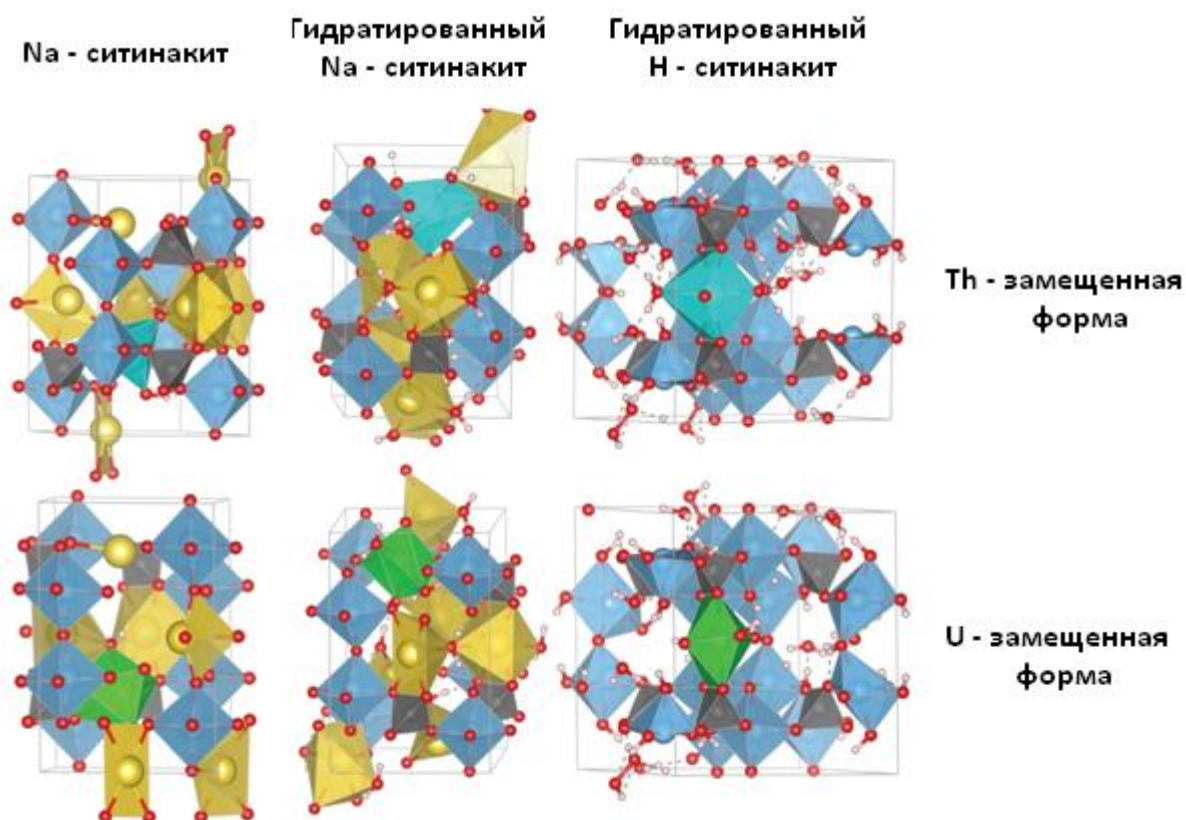 Na - ситинакит
Гидратированный
Na - ситинакит
Гидратированный
H - ситинакит
Th - замещенная
форма
U - замещенная
форма